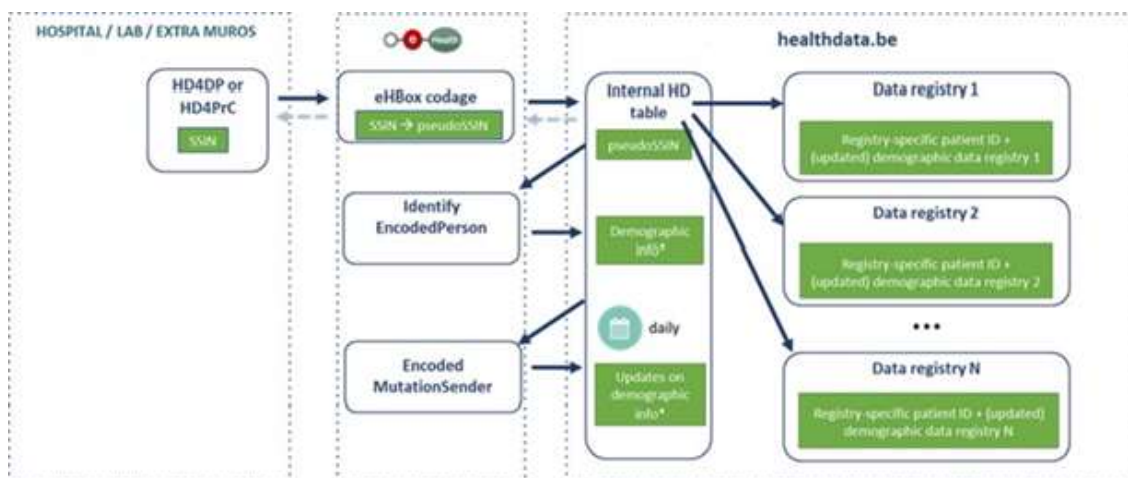 HOSPITAL / LAB / EXTRA MUROS
HD4DP or
HD4PrC
SSIN
e
Health
eHBox codage
SSIN → pseudoSSIN
Identify
EncodedPerson
Encoded
MutationSender
healthdata.be
Internal HD
table
pseudoSSIN
Demographic
info*
daily
Updates on
demographic
info*
Data registry 1
Registry-specific patient ID +
(updated) demographic data registry 1
Data registry 2
Registry-specific patient ID +
(updated) demographic data registry 2
...
Data registry N
Registry-specific patient ID + (updated)
demographic data registry N